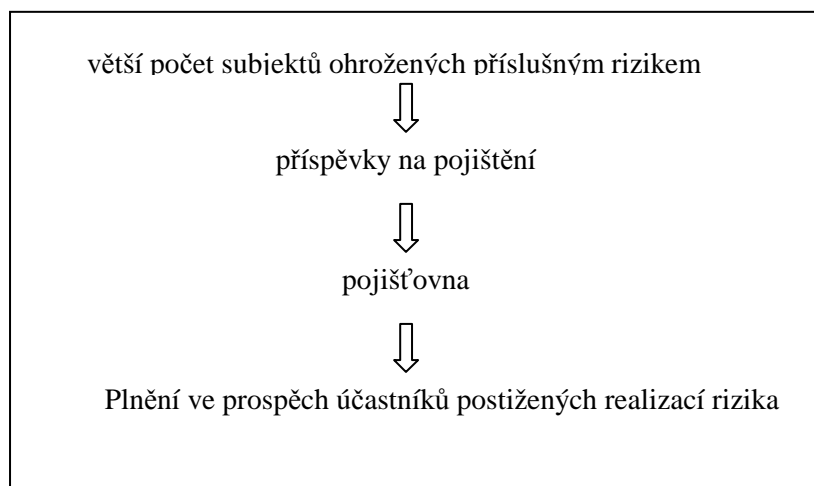 větší počet subjektů ohrožených příslušným rizikem
příspěvky na pojištění
pojišťovna
Plnění ve prospěch účastníků postižených realizací rizika